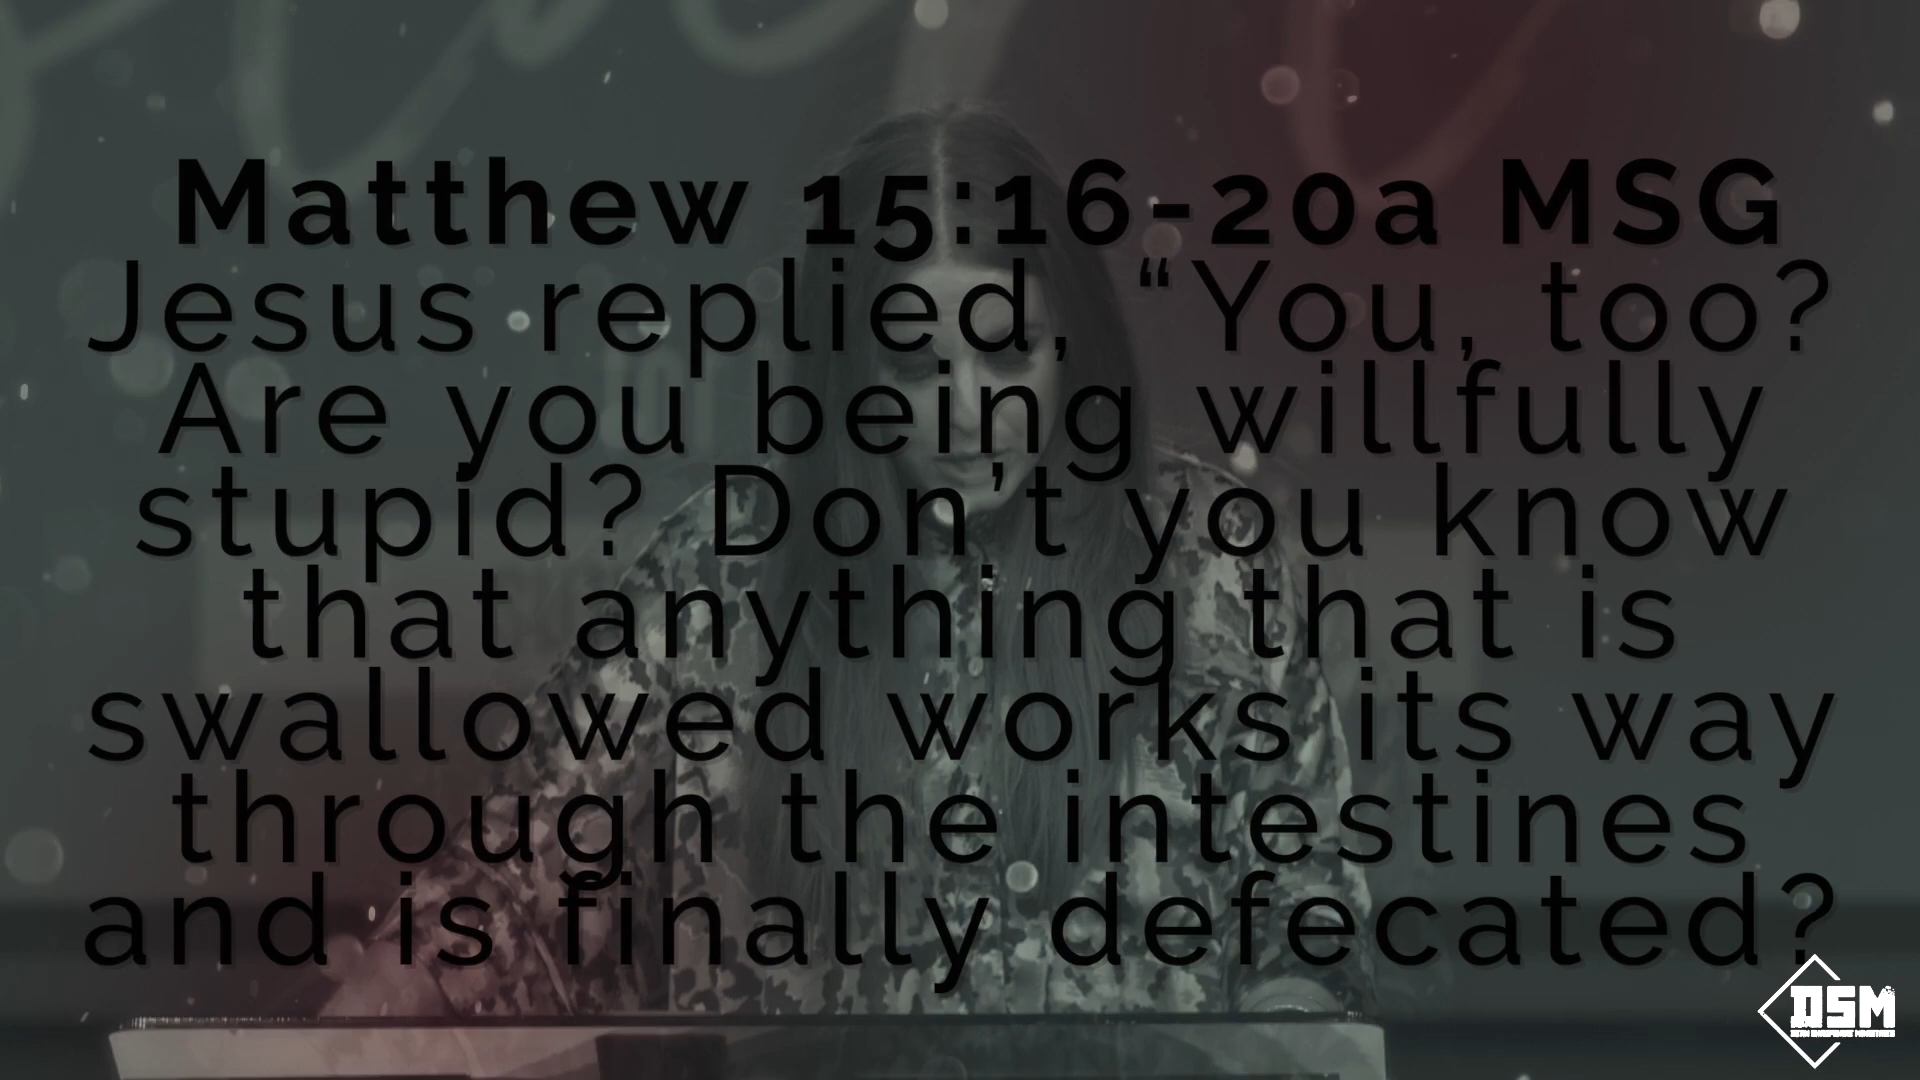 Matthew 15:16-20a MSG
Jesus replied, “You, too?
Are you being willfully
stupid? Don’t you know
that anything that is
swallowed works its way
through the intestines
and is finally defecated?
DSM